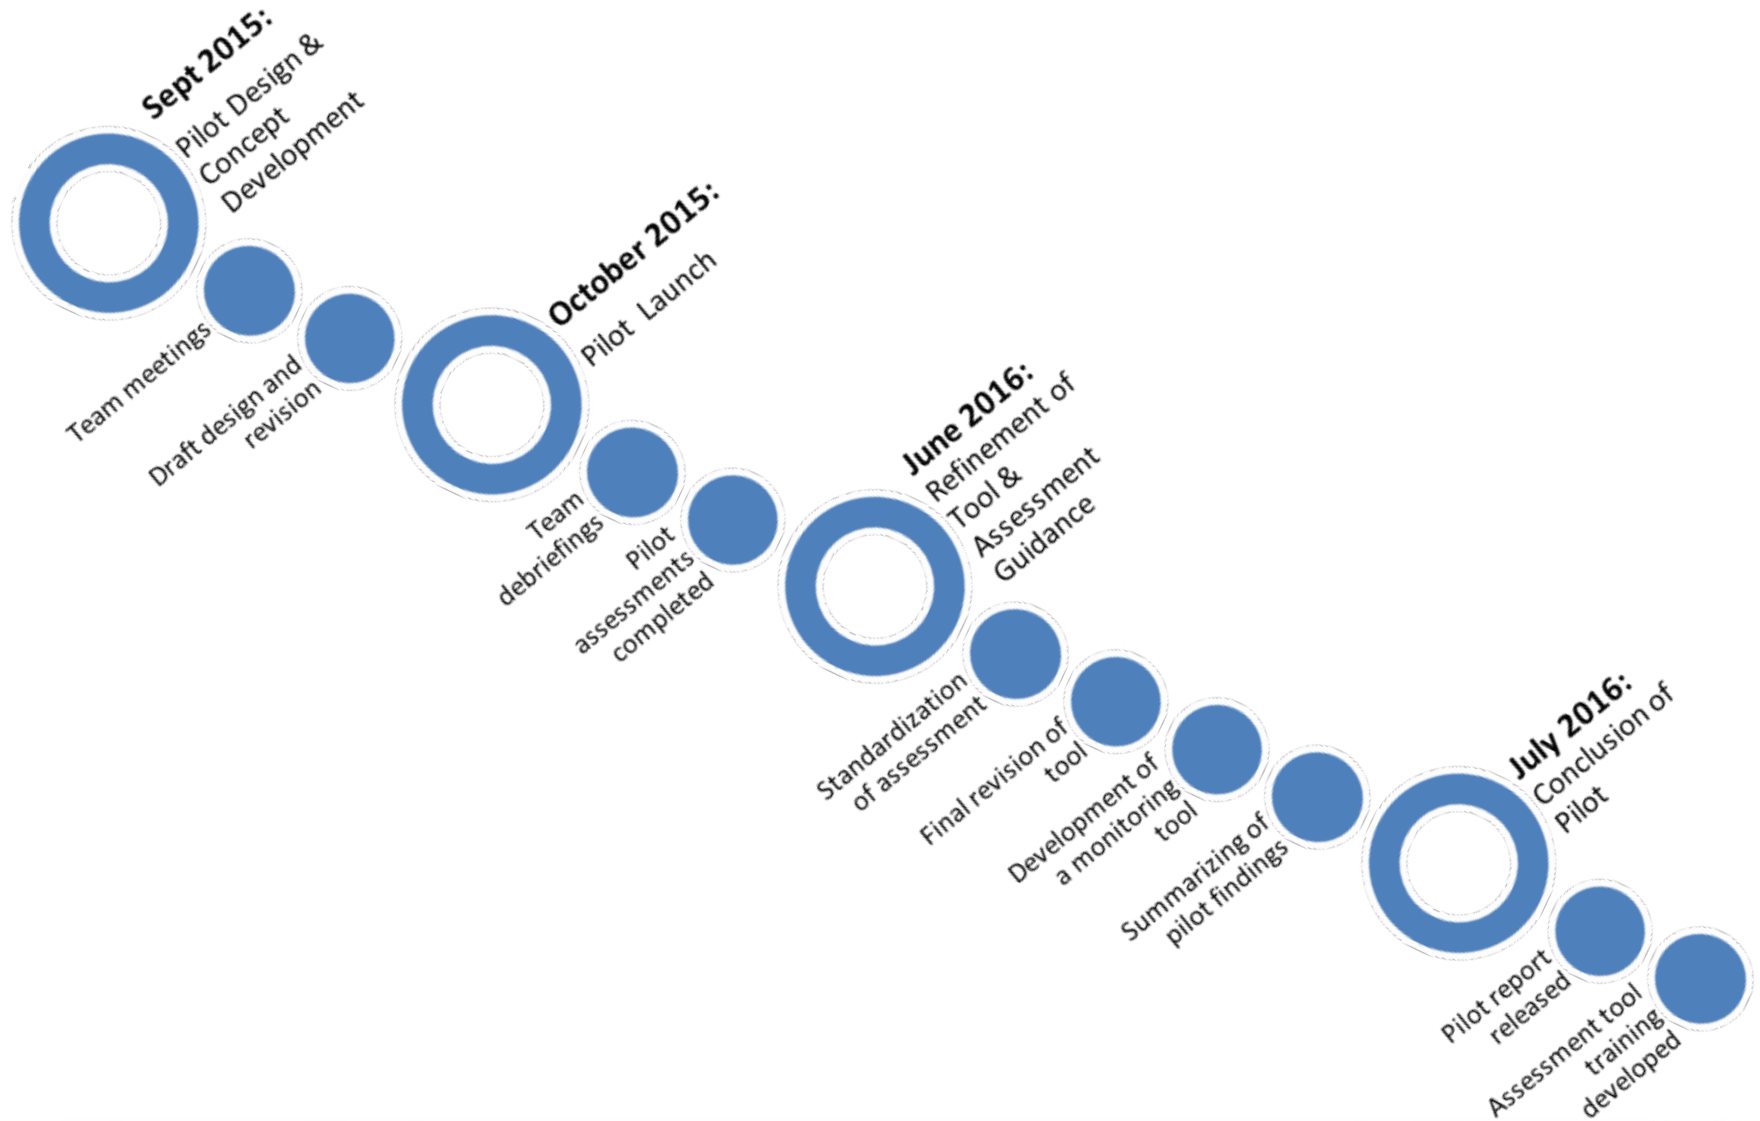 Sept 2015:
Pilot Design &
Concept
Development
Team meetings
Draft design and
revision
October 2015:
Pilot Launch
Team
debriefings
Pilot
assessments
completed
June 2016:
Refinement of
Tool &
Assessment
Guidance
Standardization
of assessment
Final revision of
tool
Development of
a monitoring
tool
Summarizing of
pilot findings
July 2016:
Conclusion of
Pilot
Pilot report
released
Assessment tool
training
developed